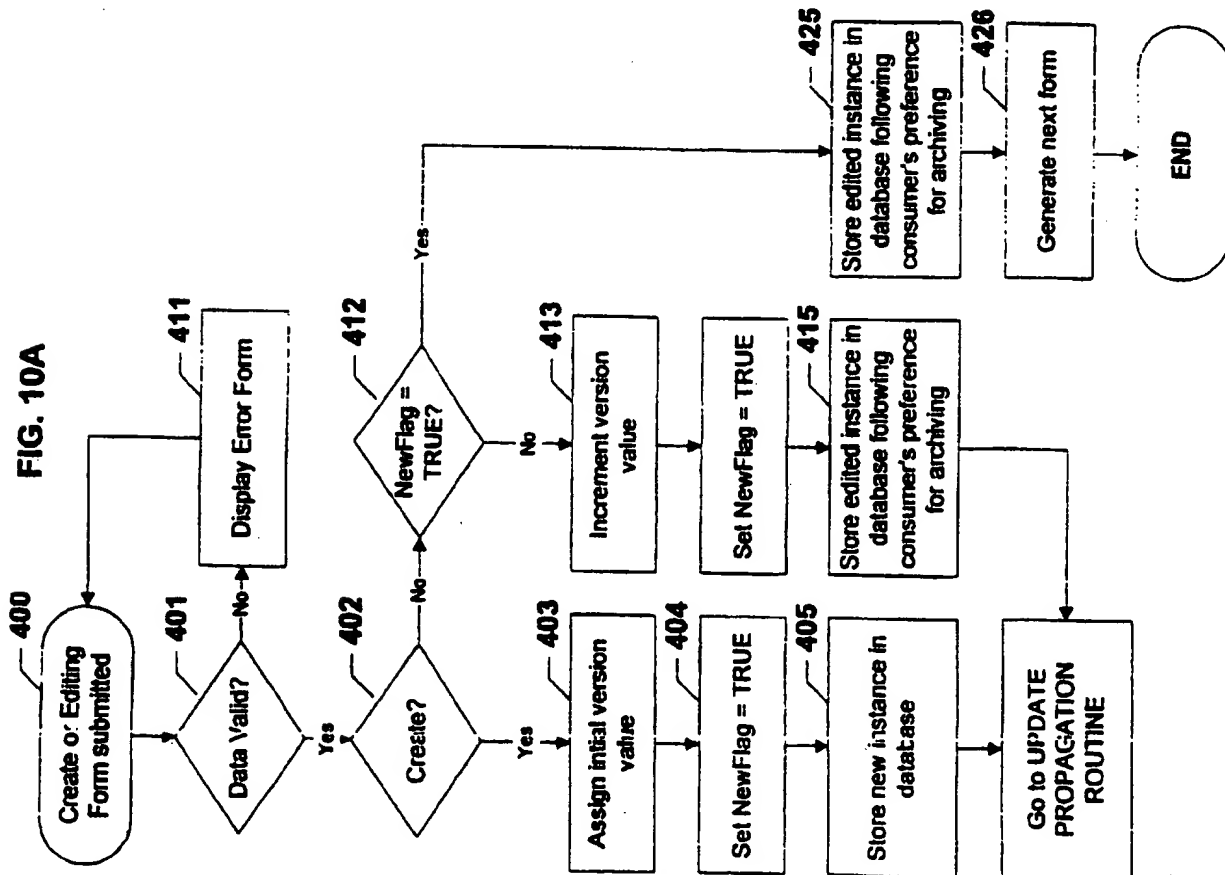 FIG. 10A
400
Create or Editing
Form submitted
401
Data Valid?
No
411
Display Error Form
Yes
402
Create?
No
412
NewFlag =
TRUE?
Yes
No
Yes
403
Assign initial version
value
404
Set NewFlag = TRUE
405
Store new instance in
database
Go to UPDATE
PROPAGATION
ROUTINE
413
Increment version
value
Set NewFlag = TRUE
415
Store edited instance in
database following
consumer's preference
for archiving
425
Store edited instance in
database following
consumer's preference
for archiving
426
Generate next form
END